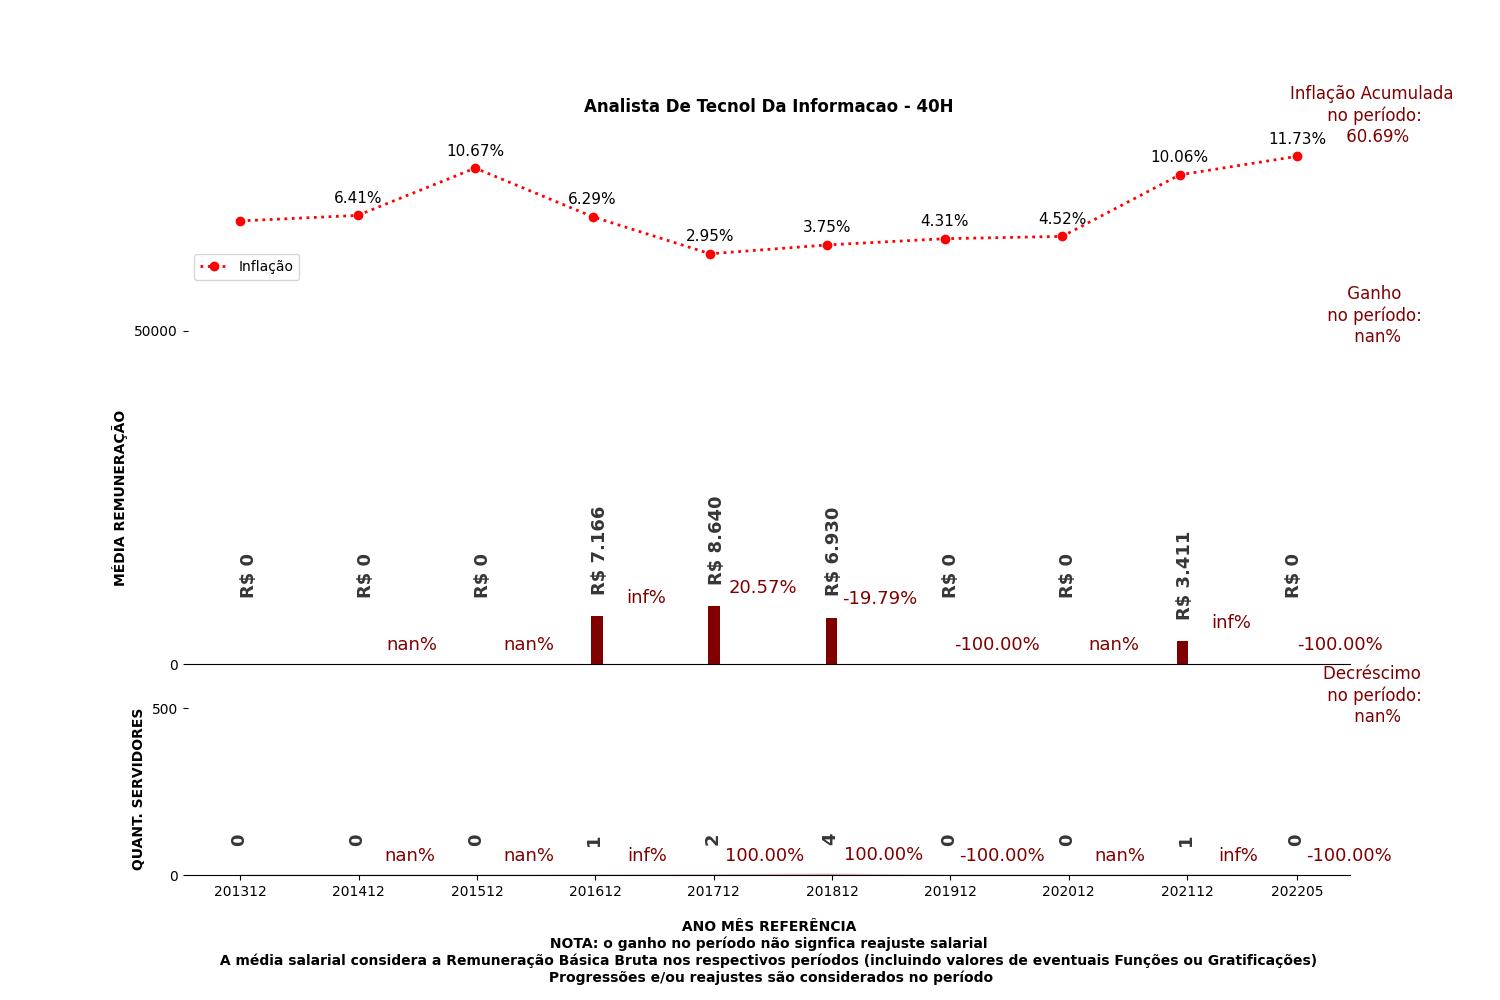 Analista De Tecnol Da Informacao - 40H
Inflação Acumulada
no período:
60.69%
6.41%
10.67%
6.29%
2.95%
3.75%
4.31%
4.52%
10.06%
11.73%
Inflação
Ganho
no período:
nan%
50000
0
MÉDIA REMUNERAÇÃO
R$ 0
R$ 0
R$ 0
R$ 7.166
R$ 8.640
R$ 6.930
R$ 0
R$ 0
R$ 3.411
R$ 0
nan%
nan%
inf%
20.57%
-19.79%
-100.00%
nan%
inf%
-100.00%
Decréscimo
no período:
nan%
500
0
QUANT. SERVIDORES
0
0
0
1
2
4
0
0
1
0
nan%
nan%
inf%
100.00%
100.00%
-100.00%
nan%
inf%
-100.00%
201312
201412
201512
201612
201712
201812
201912
202012
202112
202205
ANO MÊS REFERÊNCIA
NOTA: o ganho no período não signfica reajuste salarial
A média salarial considera a Remuneração Básica Bruta nos respectivos períodos (incluindo valores de eventuais Funções ou Gratificações)
Progressões e/ou reajustes são considerados no período